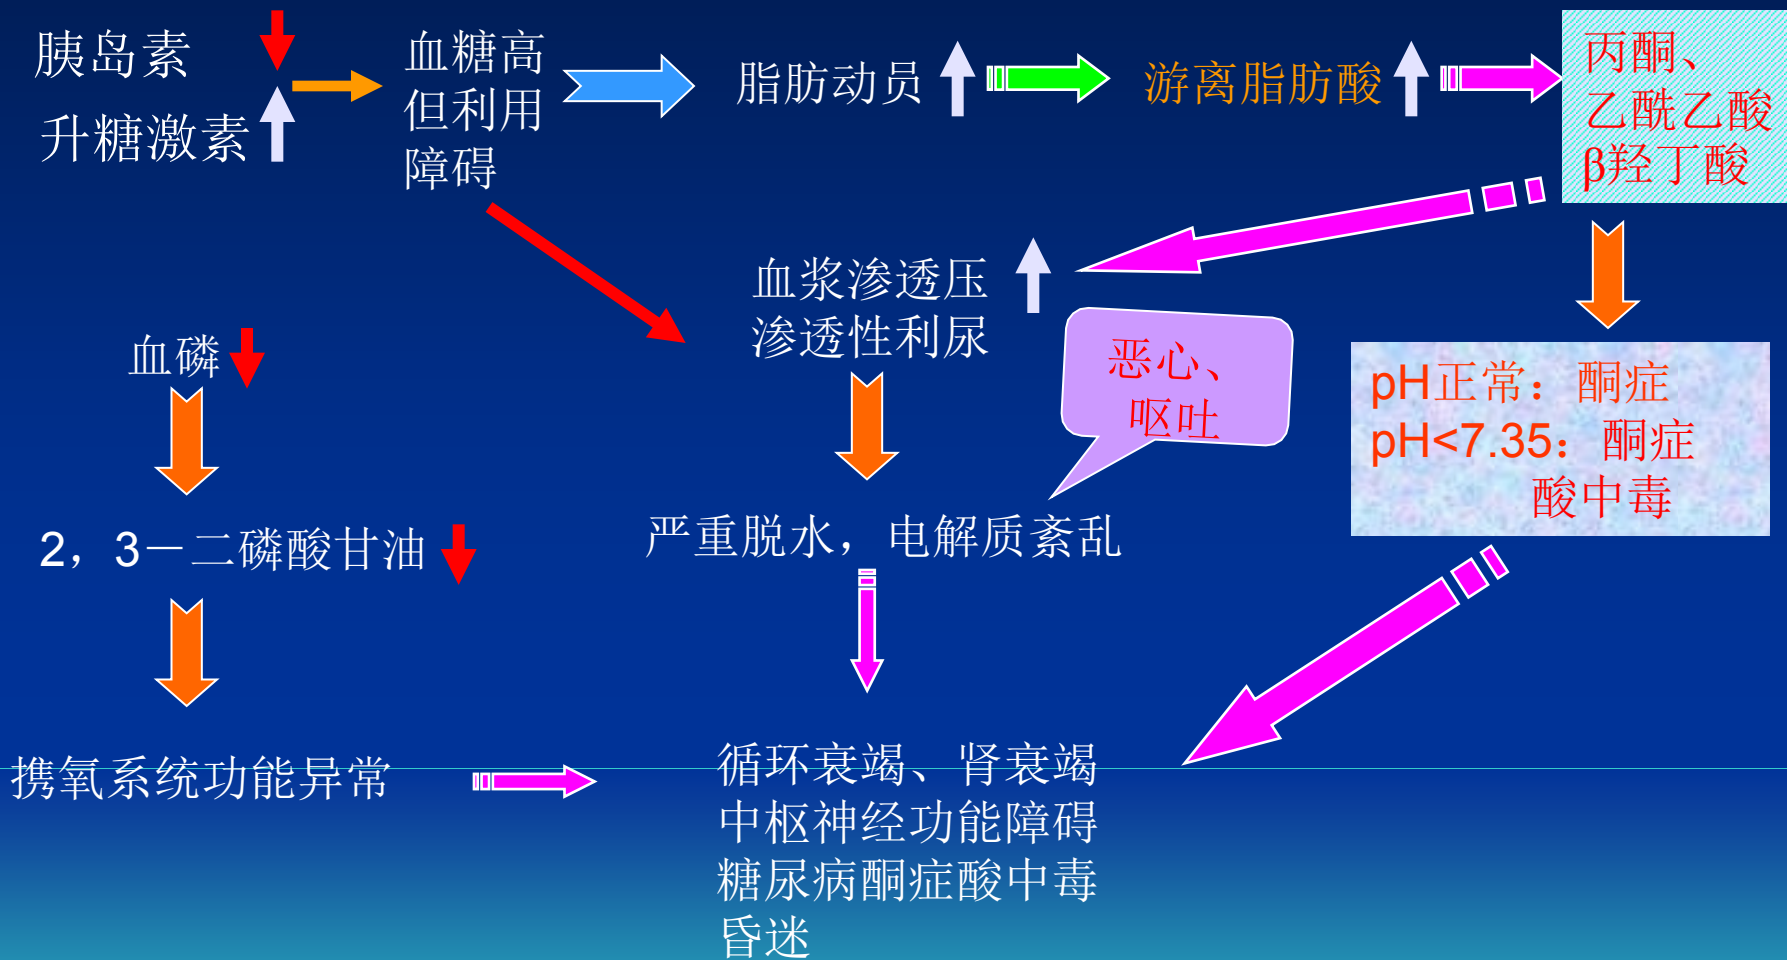 胰岛素
升糖激素
血糖高
但利用
障碍
脂肪动员
游离脂肪酸
丙酮、
乙酰乙酸
β羟丁酸
血浆渗透压
渗透性利尿
恶心、
呕吐
pH正常：酮症
pH<7.35：酮症
酸中毒
血磷
2，3－二磷酸甘油
严重脱水，电解质紊乱
携氧系统功能异常
循环衰竭、肾衰竭
中枢神经功能障碍
糖尿病酮症酸中毒
昏迷